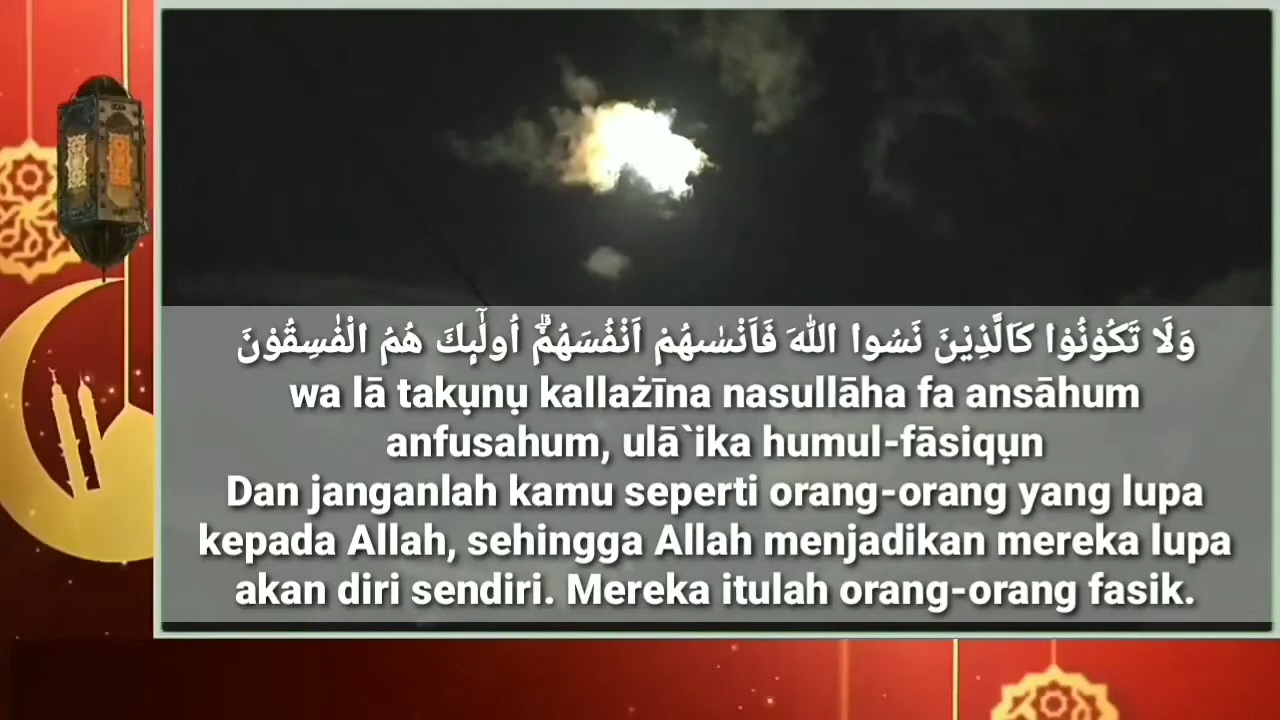 وَلَا تَكُوْنُوْا كَالَّذِيْنَ نَسُوا اللّٰهَ فَاَنْسٰىهُمْ اَنْفُسَهُمْۗ اُولٰۤىِٕكَ هُمُ الْفٰسِقُوْنَ
wa lā takụnụ kallażīna nasullāha fa ansāhum
anfusahum, ulā`ika humul-fāsiqụn
Dan janganlah kamu seperti orang-orang yang lupa
kepada Allah, sehingga Allah menjadikan mereka lupa
akan diri sendiri. Mereka itulah orang-orang fasik.